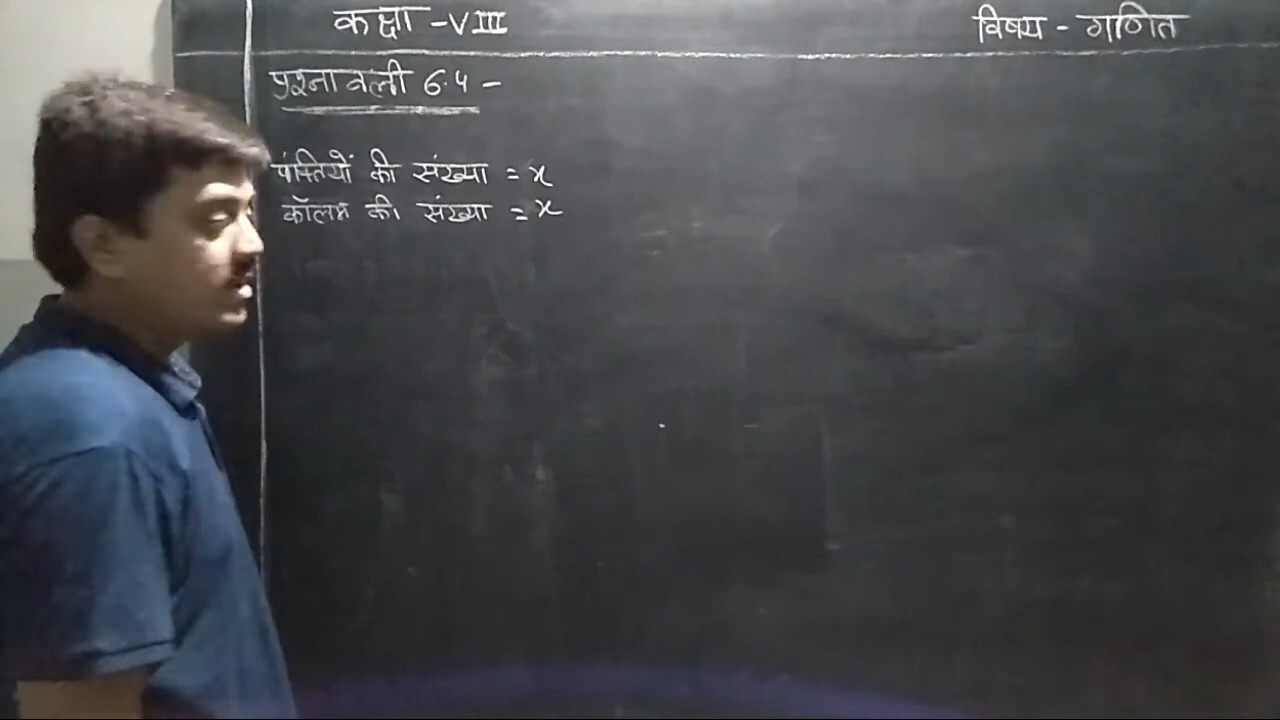 कक्षा -VIII
विषय - गणित
प्रश्नावली 6.4 -
पंक्तियों की संख्या = x
कॉलम की संख्या = x